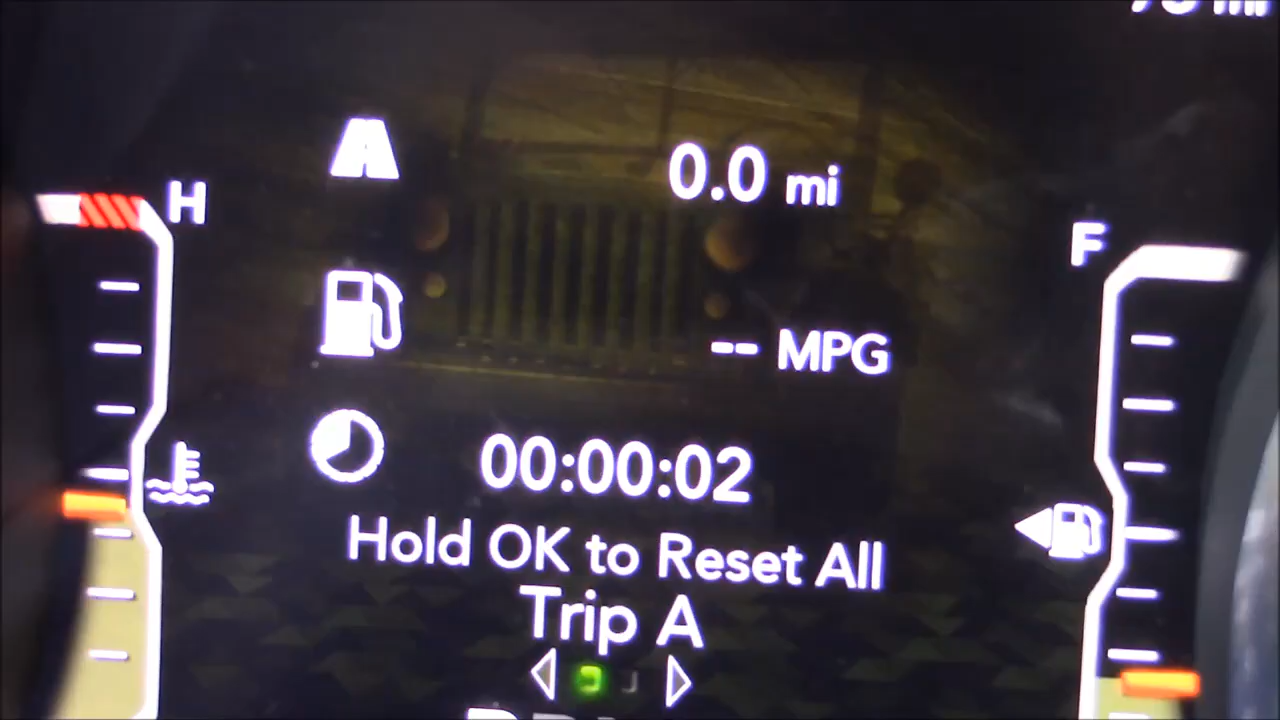 0.0 mi
H
F
-- MPG
00:00:02
Hold OK to Reset All
Trip A